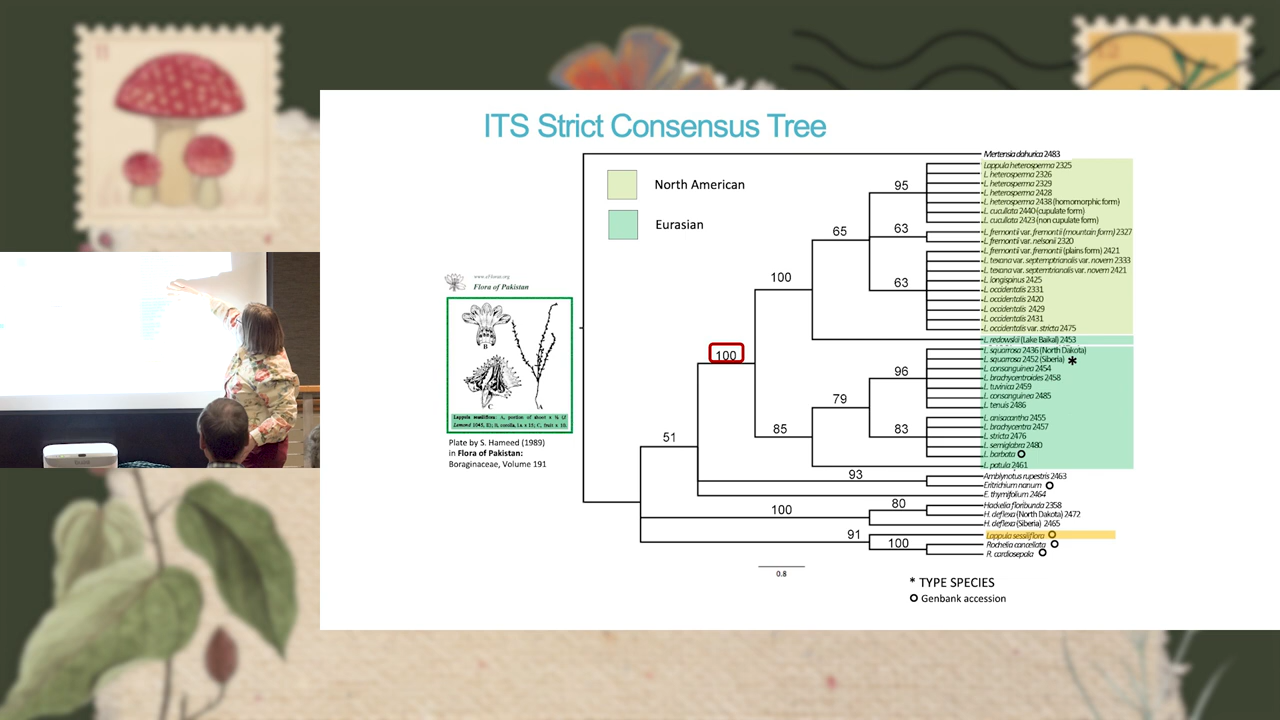 ITS Strict Consensus Tree
North American
Eurasian
Flora of Pakistan
Plate by S. Hameed (1989)
in Flora of Pakistan:
Boraginaceae, Volume 191
100
51
100
65
95
63
63
100
85
79
96
83
93
100
80
91
100
0.8
Mertensia dahurica 2483
Lappula heterosperma 2325
L. heterosperma 2326
L. heterosperma 2329
L. heterosperma 2428
L. heterosperma 2438 (homomorphic form)
L. cucullata 2440 (cupulate form)
L. cucullata 2423 (non cupulate form)
L. fremontii var. fremontii (mountain form) 2327
L. fremontii var. nelsonii 2320
L. fremontii var. fremontii (plains form) 2421
L. texana var. septemptrianalis var. novem 2333
L. texana var. septemtrianalis var. novem 2421
L. longispinus 2425
L. occidentalis 2331
L. occidentalis 2420
L. occidentalis 2429
L. occidentalis 2431
L. occidentalis var. stricta 2475
L. redowskii (Lake Baikal) 2453
L. squarrosa 2436 (North Dakota)
L. squarrosa 2452 (Siberia) *
L. consanguinea 2454
L. brachycentroides 2458
L. tuvinica 2459
L. consanguinea 2485
L. tenuis 2486
L. anisacantha 2455
L. brachycentra 2457
L. stricta 2476
L. semiglabra 2480
L. barbata
L. patula 2461
Amblynotus rupestris 2463
Eritrichium nanum
E. thymifolium 2464
Hackelia floribunda 2358
H. deflexa (North Dakota) 2472
H. deflexa (Siberia) 2465
Lappula sessiliflora
Rochelia cancellata
R. cardiosepala
* TYPE SPECIES
Genbank accession